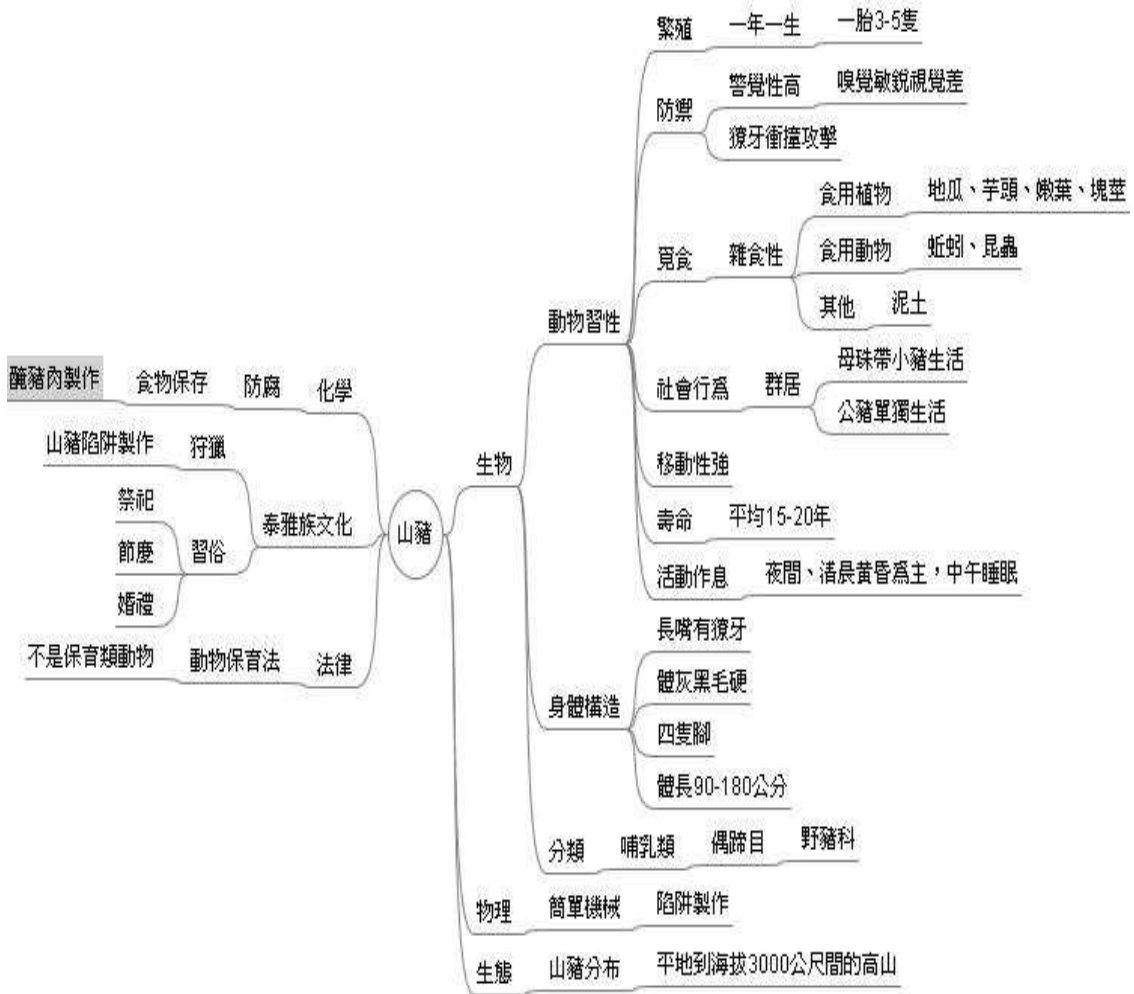 山豬
生物
動物習性
繁殖
一年一生
一胎3-5隻
防禦
警覺性高
嗅覺敏銳視覺差
獠牙衝撞攻擊
覓食
雜食性
食用植物
地瓜、芋頭、嫩葉、塊莖
食用動物
蚯蚓、昆蟲
其他
泥土
社會行爲
群居
母珠帶小豬生活
公豬單獨生活
移動性強
壽命
平均15-20年
活動作息
夜間、清晨黄昏爲主，中午睡眠
身體構造
長嘴有獠牙
體灰黑毛硬
四隻腳
體長90-180公分
分類
哺乳類
偶蹄目
野豬科
物理
簡單機械
陷阱製作
生態
山豬分布
平地到海拔3000公尺間的高山
化學
防腐
食物保存
醃豬肉製作
泰雅族文化
狩獵
山豬陷阱製作
習俗
祭祀
節慶
婚禮
法律
動物保育法
不是保育類動物